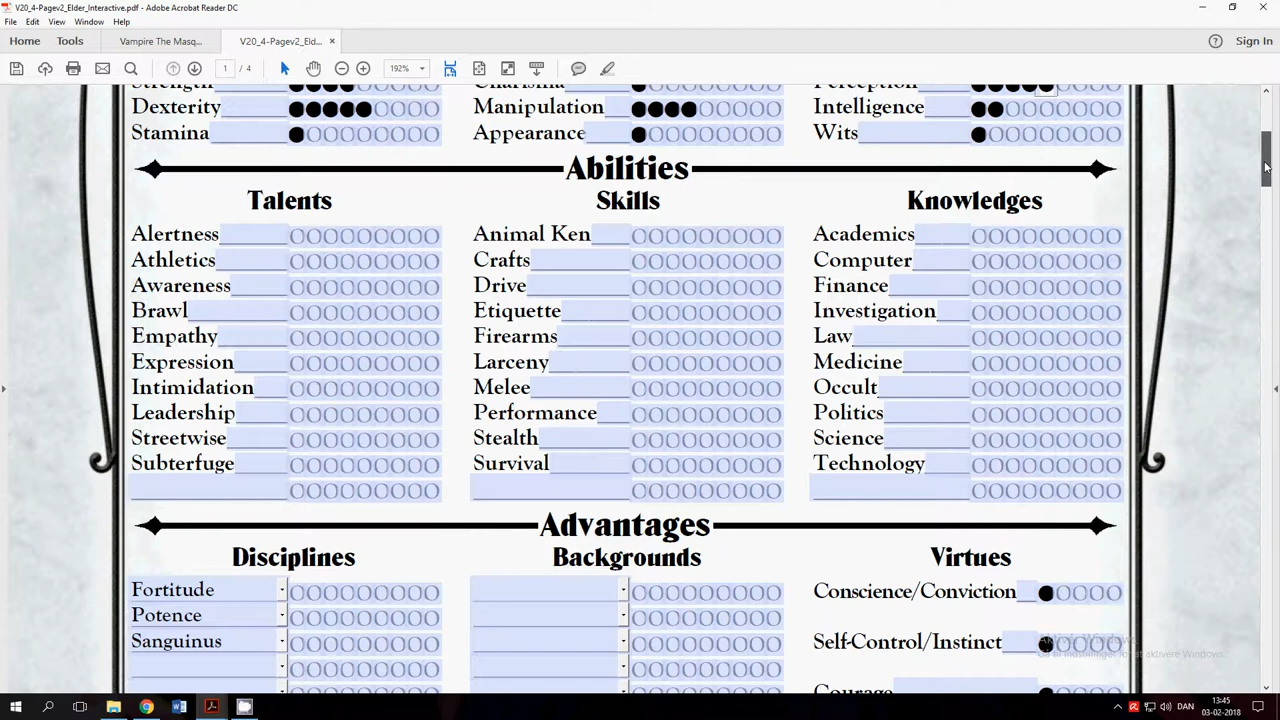 V20_4-Pagev2_Elder_Interactive.pdf - Adobe Acrobat Reader DC
File Edit View Window Help
Home Tools Vampire The Masq... V20_4-Pagev2_Eld... × Sign In
1 / 4 192%
Strength Charisma Perception
Dexterity Manipulation Intelligence
Stamina Appearance Wits
Abilities
Talents Skills Knowledges
Alertness Animal Ken Academics
Athletics Crafts Computer
Awareness Drive Finance
Brawl Etiquette Investigation
Empathy Firearms Law
Expression Larceny Medicine
Intimidation Melee Occult
Leadership Performance Politics
Streetwise Stealth Science
Subterfuge Survival Technology
Advantages
Disciplines Backgrounds Virtues
Fortitude Conscience/Conviction
Potence
Sanguinus Self-Control/Instinct
Courage
DAN 13:45
03-02-2018